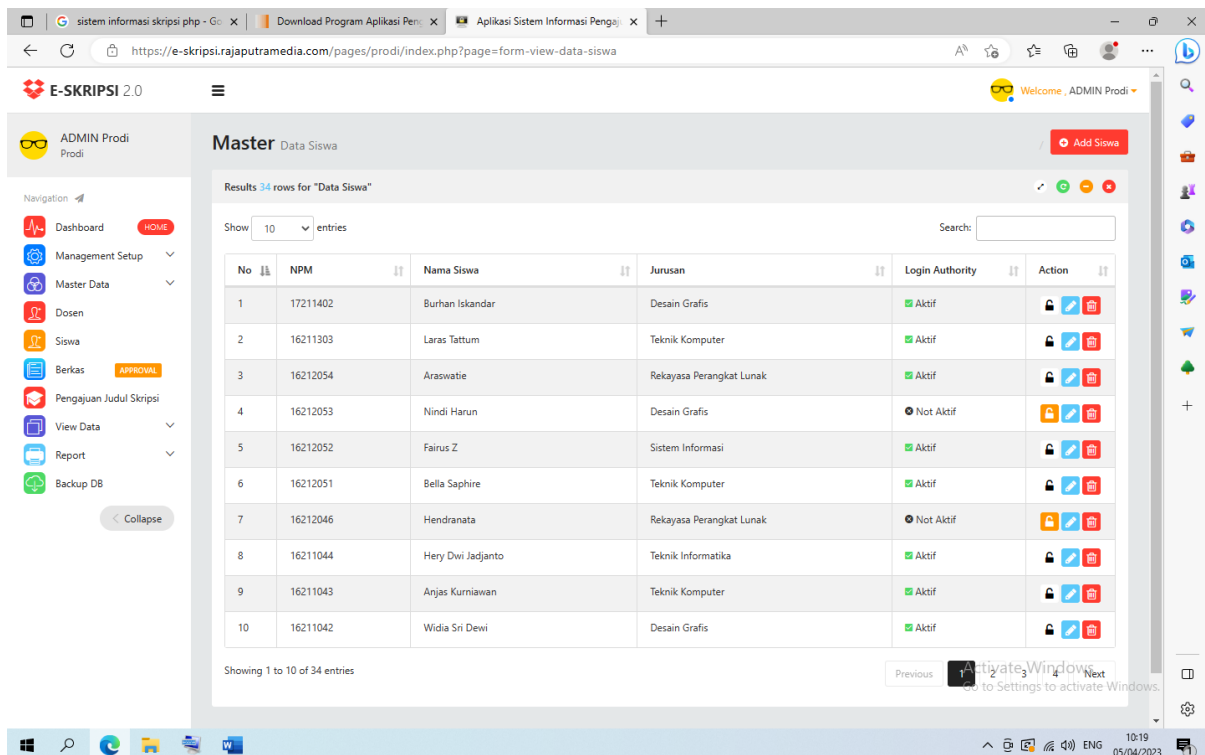 sistem informasi skripsi php - Go
Download Program Aplikasi Peng
Aplikasi Sistem Informasi Pengaj
https://e-skripsi.rajaputramedia.com/pages/prodi/index.php?page=form-view-data-siswa
E-SKRIPSI 2.0
Welcome , ADMIN Prodi
ADMIN Prodi
Prodi
Navigation
Dashboard HOME
Management Setup
Master Data
Dosen
Siswa
Berkas APPROVAL
Pengajuan Judul Skripsi
View Data
Report
Backup DB
Collapse
Master Data Siswa
/ Add Siswa
Results 34 rows for "Data Siswa"
Show 10 entries Search:
No NPM Nama Siswa Jurusan Login Authority Action
1 17211402 Burhan Iskandar Desain Grafis Aktif
2 16211303 Laras Tattum Teknik Komputer Aktif
3 16212054 Araswatie Rekayasa Perangkat Lunak Aktif
4 16212053 Nindi Harun Desain Grafis Not Aktif
5 16212052 Fairus Z Sistem Informasi Aktif
6 16212051 Bella Saphire Teknik Komputer Aktif
7 16212046 Hendranata Rekayasa Perangkat Lunak Not Aktif
8 16211044 Hery Dwi Jadjanto Teknik Informatika Aktif
9 16211043 Anjas Kurniawan Teknik Komputer Aktif
10 16211042 Widia Sri Dewi Desain Grafis Aktif
Showing 1 to 10 of 34 entries
Previous 1 2 3 4 Next
Activate Windows
Go to Settings to activate Windows.
ENG
10:19
05/04/2023